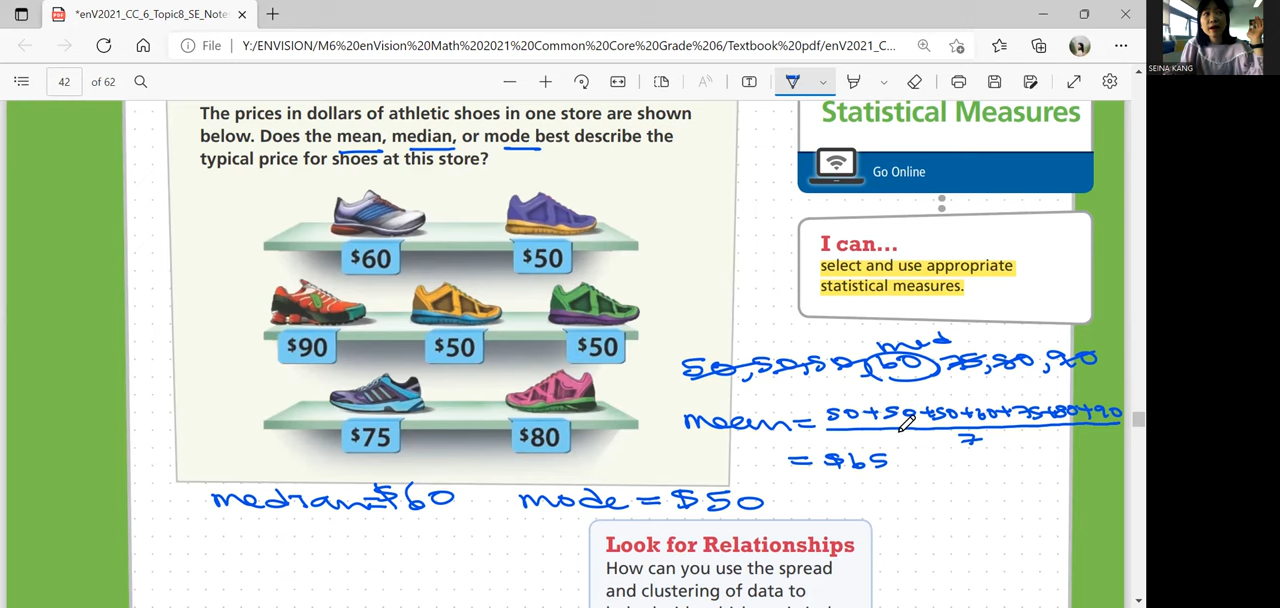 *enV2021_CC_6_Topic8_SE_Note
File Y:/ENVISION/M6%20enVision%20Math%202021%20Common%20Core%20Grade%206/Textbook%20pdf/enV2021_C...
SEINA KANG
42 of 62
The prices in dollars of athletic shoes in one store are shown
below. Does the mean, median, or mode best describe the
typical price for shoes at this store?
$60
$50
$90
$50
$50
$75
$80
Statistical Measures
Go Online
I can...
select and use appropriate
statistical measures.
med
50, 50, 50, 60, 75, 80, 90
mean = 50+50+50+60+75+80+90
7
= $65
median=$60
mode = $50
Look for Relationships
How can you use the spread
and clustering of data to